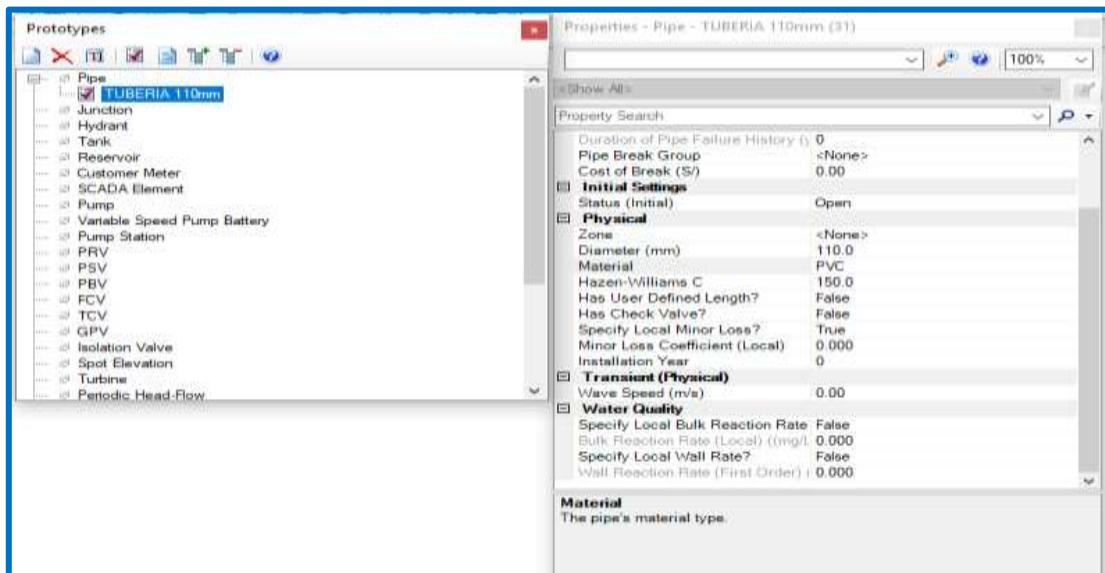 Prototypes
Pipe
TUBERIA 110mm
Junction
Hydrant
Tank
Reservoir
Customer Meter
SCADA Element
Pump
Variable Speed Pump Battery
Pump Station
PRV
PSV
PBV
FCV
TCV
GPV
Isolation Valve
Spot Elevation
Turbine
Periodic Head-Flow
Properties - Pipe - TUBERIA 110mm (31)
100%
<Show All>
Property Search
Duration of Pipe Failure History (y 0
Pipe Break Group <None>
Cost of Break (S/) 0.00
Initial Settings
Status (Initial) Open
Physical
Zone <None>
Diameter (mm) 110.0
Material PVC
Hazen-Williams C 150.0
Has User Defined Length? False
Has Check Valve? False
Specify Local Minor Loss? True
Minor Loss Coefficient (Local) 0.000
Installation Year 0
Transient (Physical)
Wave Speed (m/s) 0.00
Water Quality
Specify Local Bulk Reaction Rate False
Bulk Reaction Rate (Local) ((mg/L 0.000
Specify Local Wall Rate? False
Wall Reaction Rate (First Order) ( 0.000
Material
The pipe's material type.